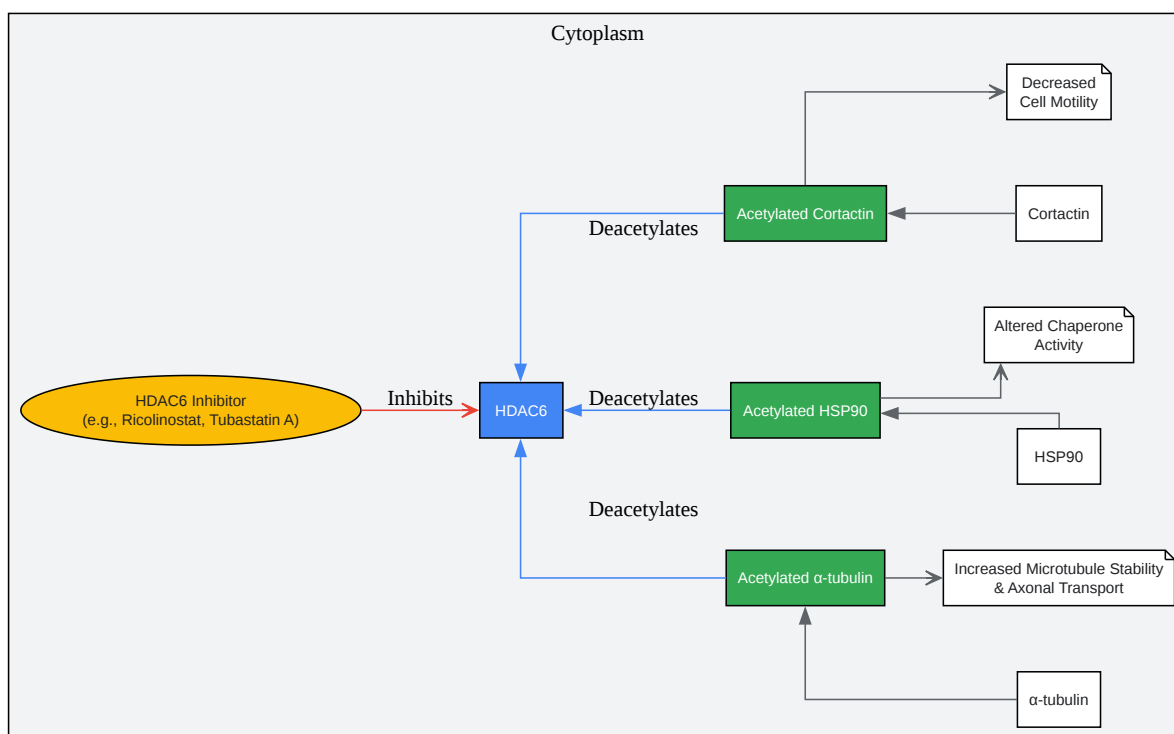 Cytoplasm
Decreased
Cell Motility
Acetylated Cortactin
Cortactin
Deacetylates
Altered Chaperone
Activity
HDAC6 Inhibitor
(e.g., Ricolinostat, Tubastatin A)
Inhibits
HDAC6
Deacetylates
Acetylated HSP90
HSP90
Deacetylates
Acetylated α-tubulin
Increased Microtubule Stability
& Axonal Transport
α-tubulin